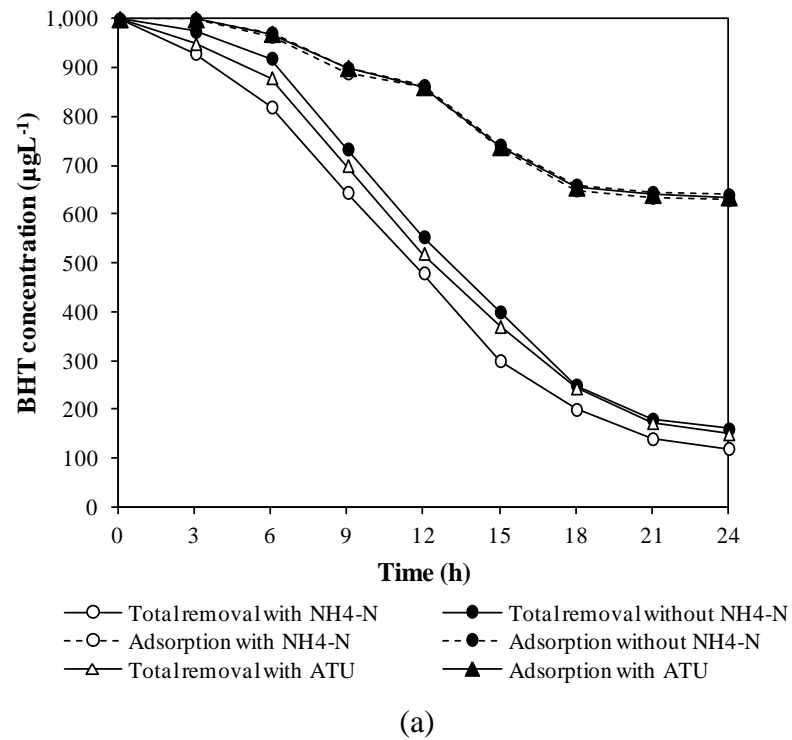 1,000
900
800
700
600
500
400
300
200
100
0
BHT concentration (µgL-1)
0 3 6 9 12 15 18 21 24
Time (h)
Total removal with NH4-N Total removal without NH4-N
Adsorption with NH4-N Adsorption without NH4-N
Total removal with ATU Adsorption with ATU
(a)